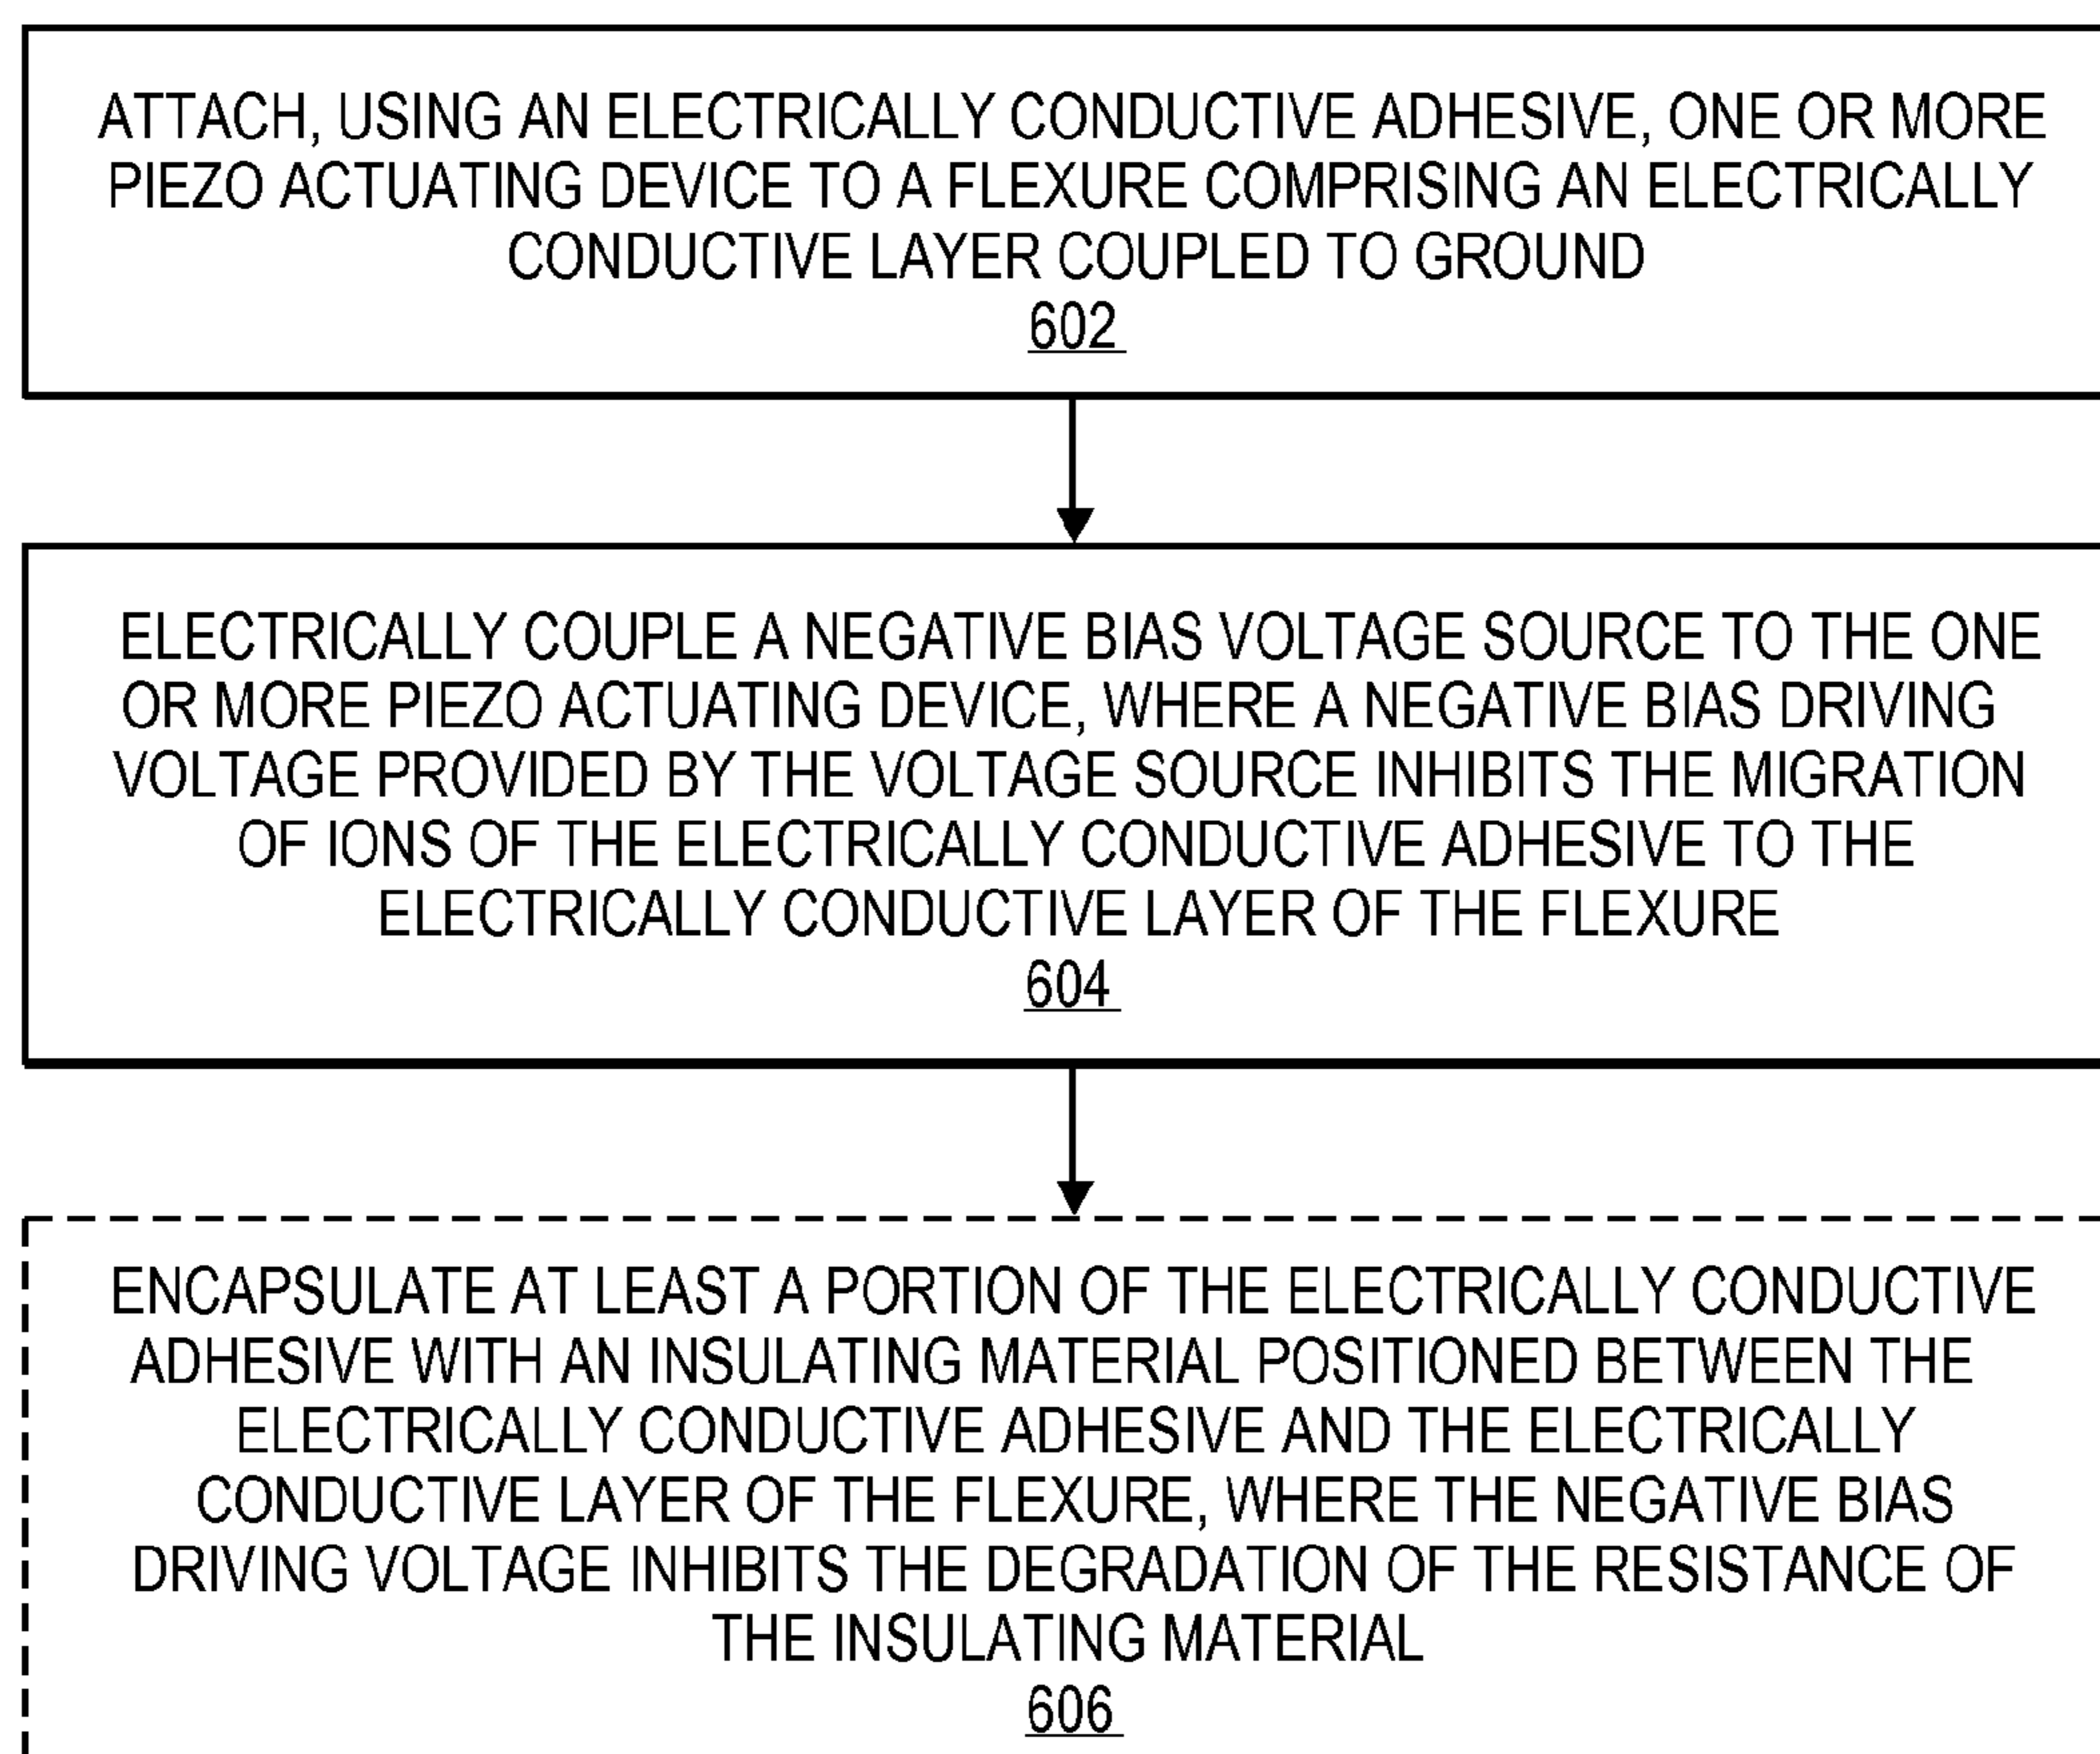 ATTACH, USING AN ELECTRICALLY CONDUCTIVE ADHESIVE, ONE OR MORE
PIEZO ACTUATING DEVICE TO A FLEXURE COMPRISING AN ELECTRICALLY
CONDUCTIVE LAYER COUPLED TO GROUND
602
ELECTRICALLY COUPLE A NEGATIVE BIAS VOLTAGE SOURCE TO THE ONE
OR MORE PIEZO ACTUATING DEVICE, WHERE A NEGATIVE BIAS DRIVING
VOLTAGE PROVIDED BY THE VOLTAGE SOURCE INHIBITS THE MIGRATION
OF IONS OF THE ELECTRICALLY CONDUCTIVE ADHESIVE TO THE
ELECTRICALLY CONDUCTIVE LAYER OF THE FLEXURE
604
ENCAPSULATE AT LEAST A PORTION OF THE ELECTRICALLY CONDUCTIVE
ADHESIVE WITH AN INSULATING MATERIAL POSITIONED BETWEEN THE
ELECTRICALLY CONDUCTIVE ADHESIVE AND THE ELECTRICALLY
CONDUCTIVE LAYER OF THE FLEXURE, WHERE THE NEGATIVE BIAS
DRIVING VOLTAGE INHIBITS THE DEGRADATION OF THE RESISTANCE OF
THE INSULATING MATERIAL
606